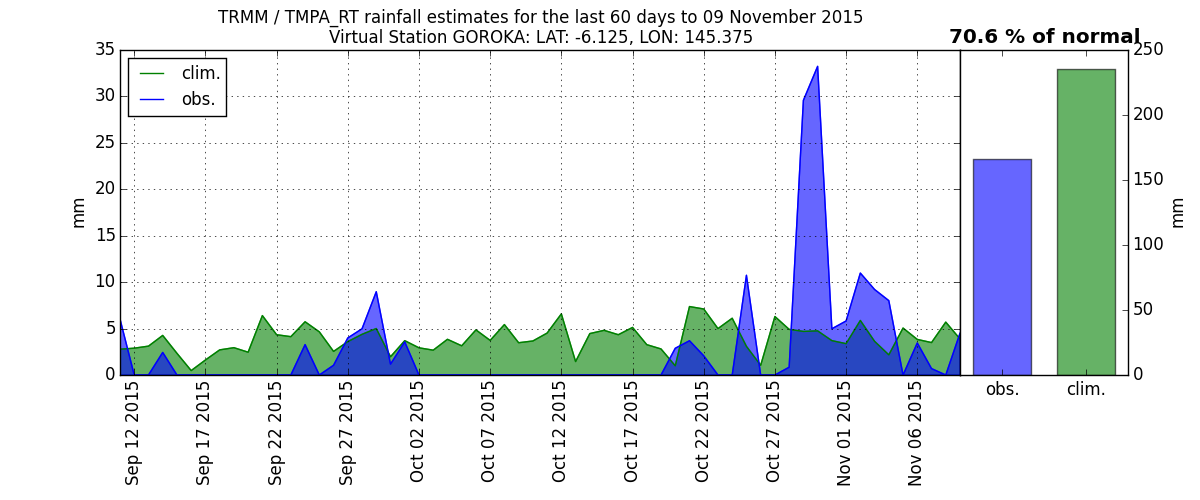 TRMM / TMPA_RT rainfall estimates for the last 60 days to 09 November 2015
Virtual Station GOROKA: LAT: -6.125, LON: 145.375
70.6 % of normal
clim.
obs.
35
30
25
20
15
10
5
0
mm
Sep 12 2015
Sep 17 2015
Sep 22 2015
Sep 27 2015
Oct 02 2015
Oct 07 2015
Oct 12 2015
Oct 17 2015
Oct 22 2015
Oct 27 2015
Nov 01 2015
Nov 06 2015
250
200
150
100
50
0
mm
obs.
clim.